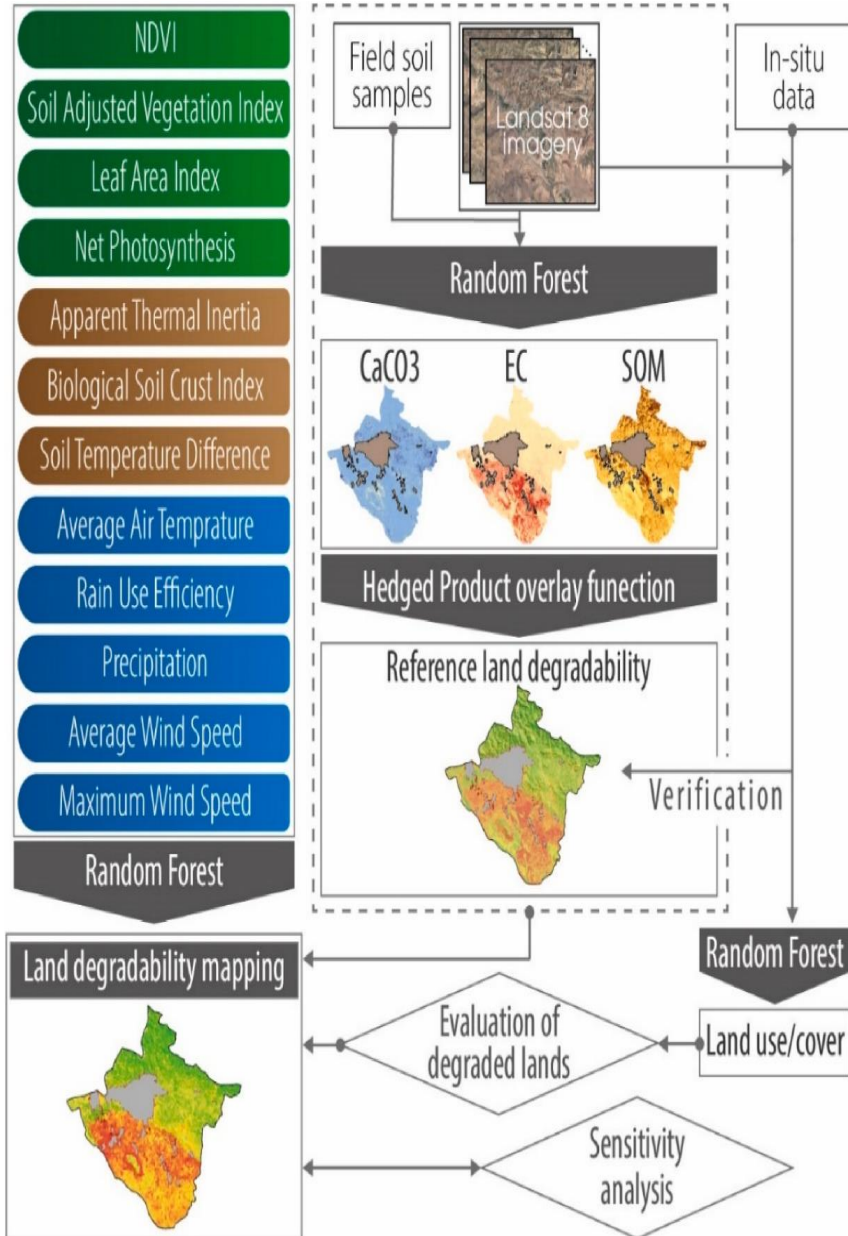 NDVI
Soil Adjusted Vegetation Index
Leaf Area Index
Net Photosynthesis
Apparent Thermal Inertia
Biological Soil Crust Index
Soil Temperature Difference
Average Air Temprature
Rain Use Efficiency
Precipitation
Average Wind Speed
Maximum Wind Speed
Random Forest
Land degradability mapping
Field soil
samples
Landsaf 8
imagery
In-situ
data
Random Forest
CaCO3
EC
SOM
Hedged Product overlay funection
Reference land degradability
Verification
Random Forest
Land use/cover
Evaluation of
degraded lands
Sensitivity
analysis